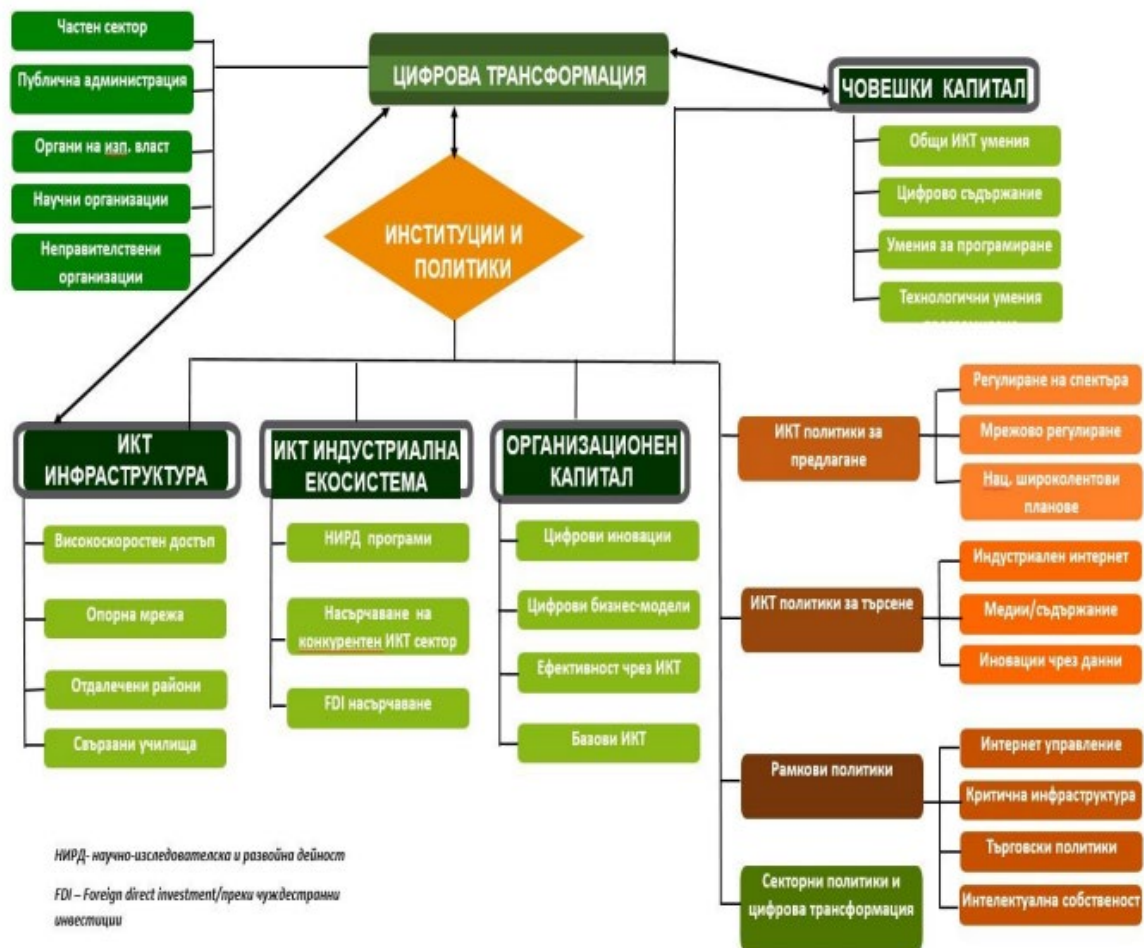 Частен сектор
Публична администрация
Органи на изп. власт
Научни организации
Неправителствени
организации
ЦИФРОВА ТРАНСФОРМАЦИЯ
ИНСТИТУЦИИ И
ПОЛИТИКИ
ЧОВЕШКИ КАПИТАЛ
Общи ИКТ умения
Цифрово съдържание
Умения за програмиране
Технологични умения
ИКТ
ИНФРАСТРУКТУРА
Високоскоростен достъп
Опорна мрежа
Отдалечени райони
Свързани училища
ИКТ ИНДУСТРИАЛНА
ЕКОСИСТЕМА
НИРД програми
Насърчаване на
конкурентен ИКТ сектор
FDI насърчаване
ОРГАНИЗАЦИОНЕН
КАПИТАЛ
Цифрови иновации
Цифрови бизнес-модели
Ефективност чрез ИКТ
Базови ИКТ
ИКТ политики за
предлагане
Регулиране на спектъра
Мрежово регулиране
Нац. широколентови
планове
ИКТ политики за търсене
Индустриален интернет
Медии/съдържание
Иновации чрез данни
Рамкови политики
Интернет управление
Критична инфраструктура
Търговски политики
Интелектуална собственост
Секторни политики и
цифрова трансформация
НИРД- научно-изследователска и развойна дейност
FDI – Foreign direct investment/преки чуждестранни
инвестиции